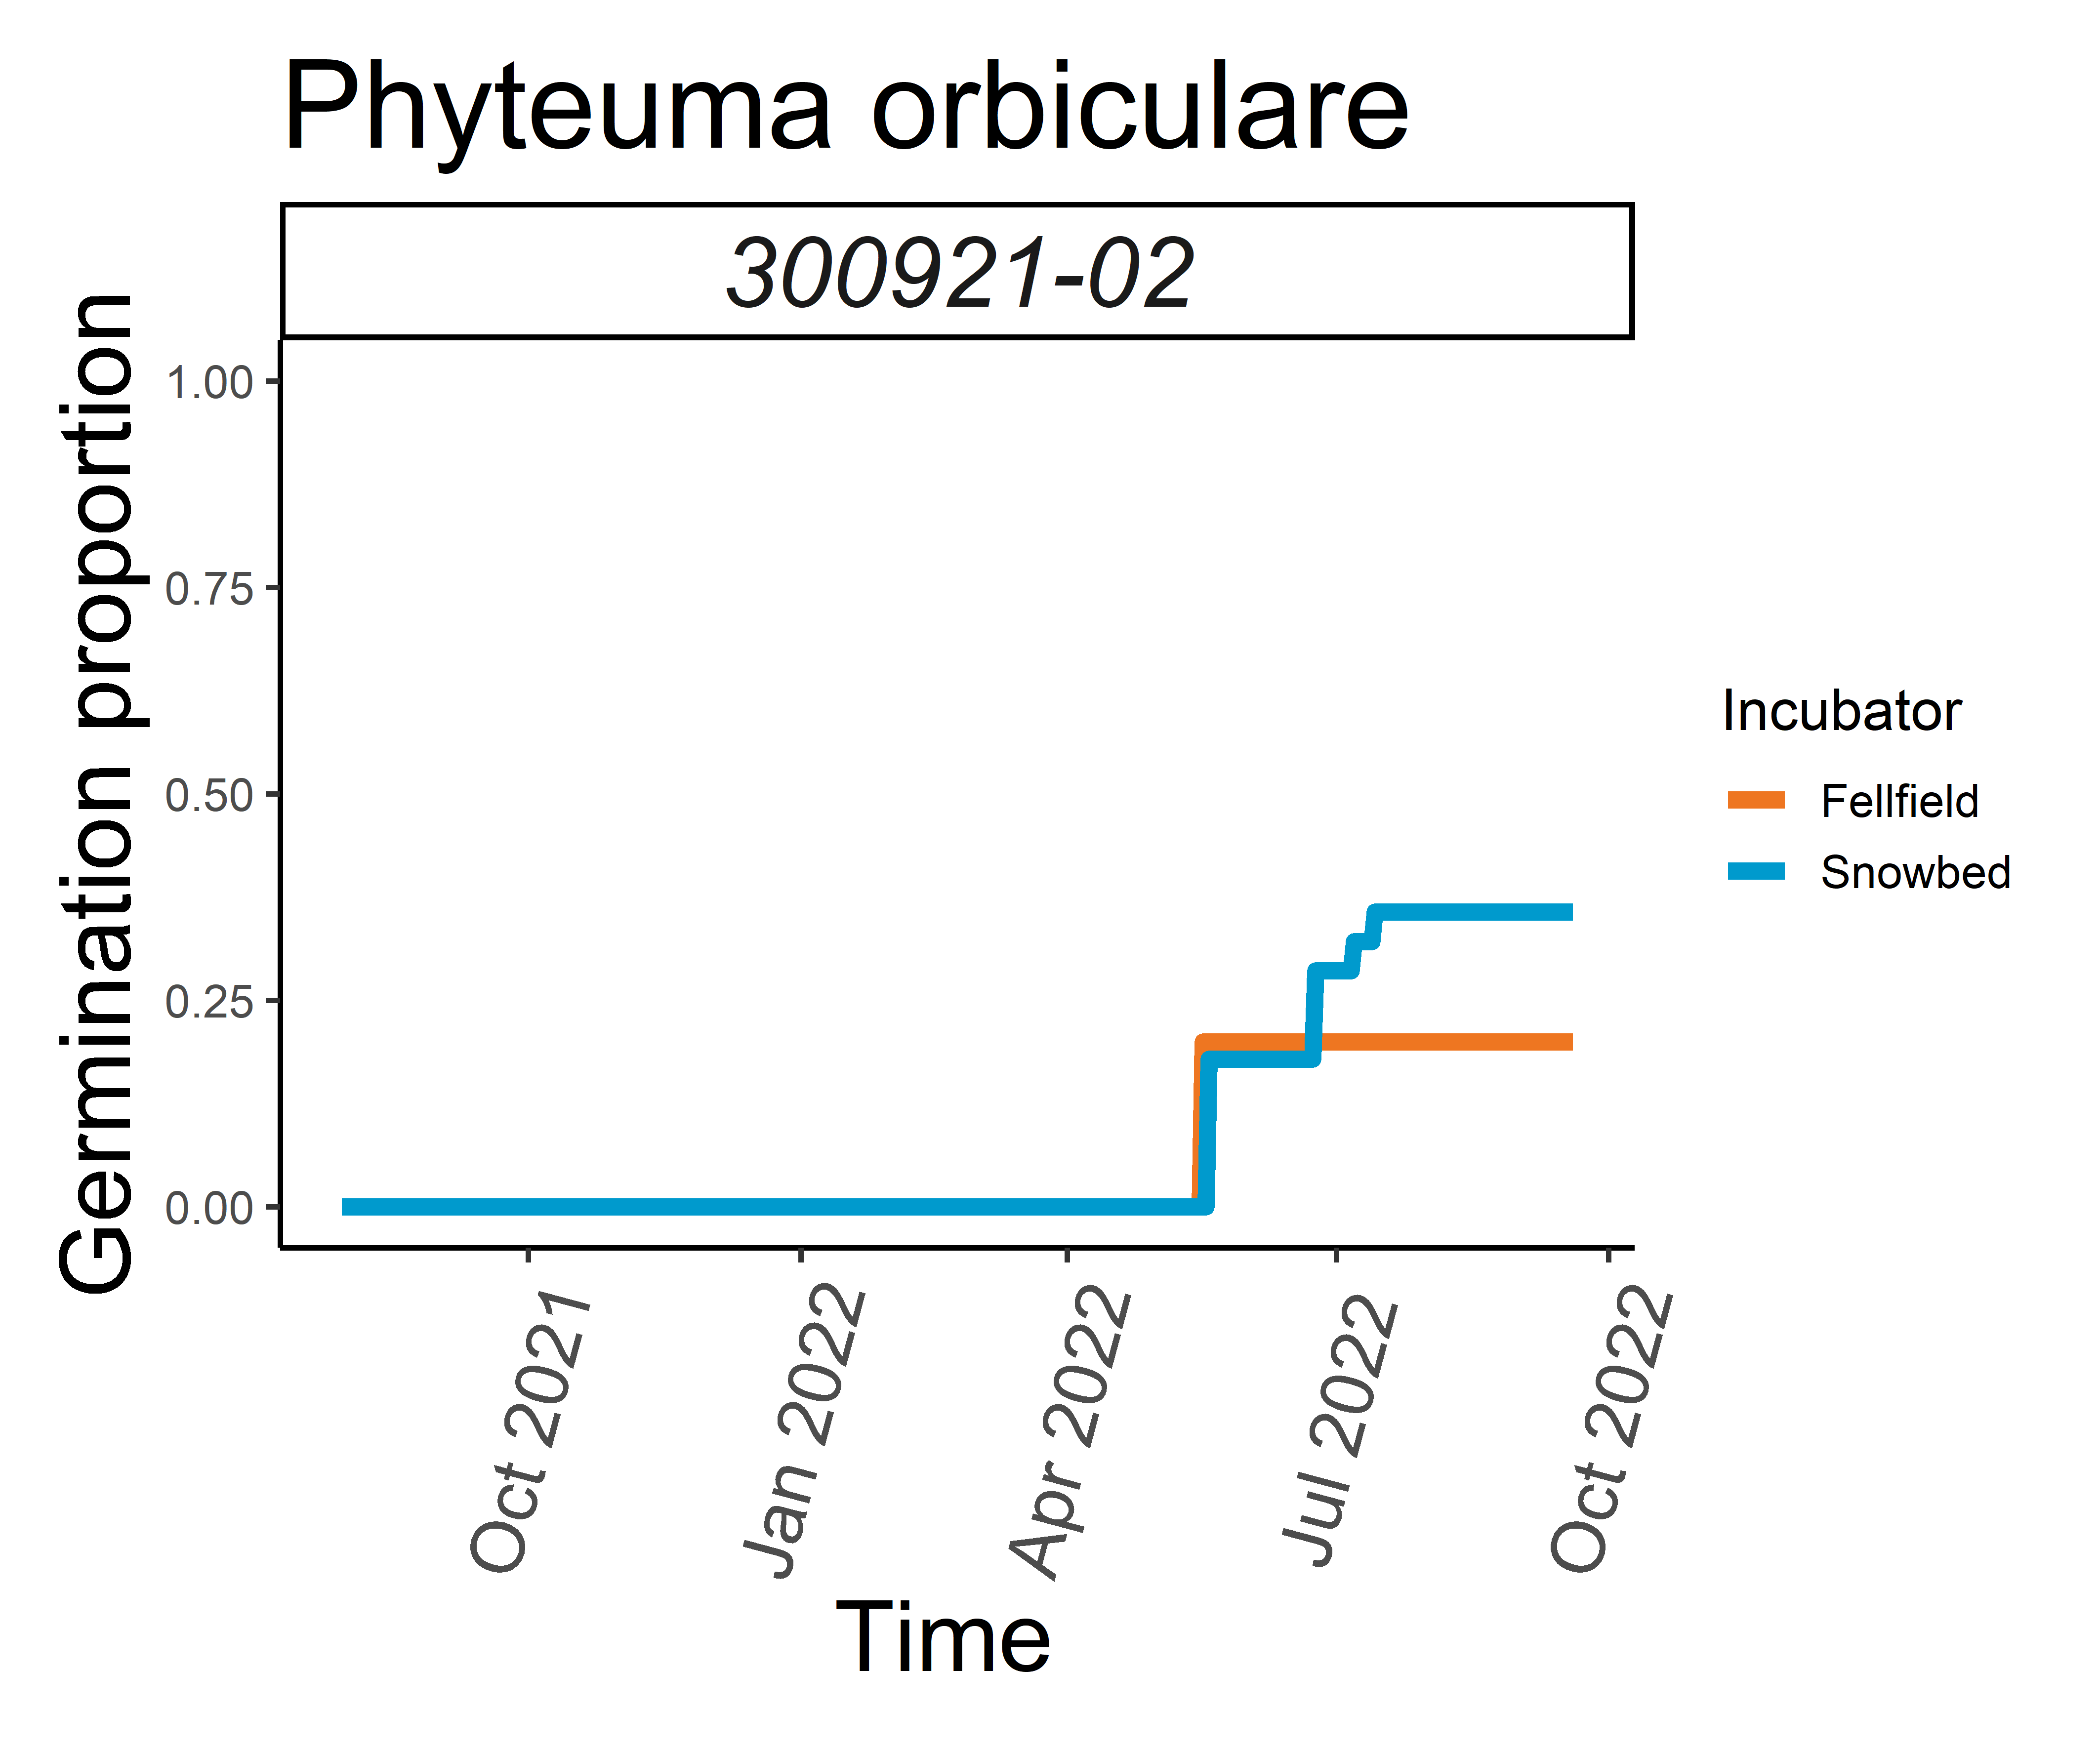 Phyteuma orbiculare
300921-02
Germination proportion
1.00
0.75
0.50
0.25
0.00
Oct 2021
Jan 2022
Apr 2022
Jul 2022
Oct 2022
Time
Incubator
Fellfield
Snowbed